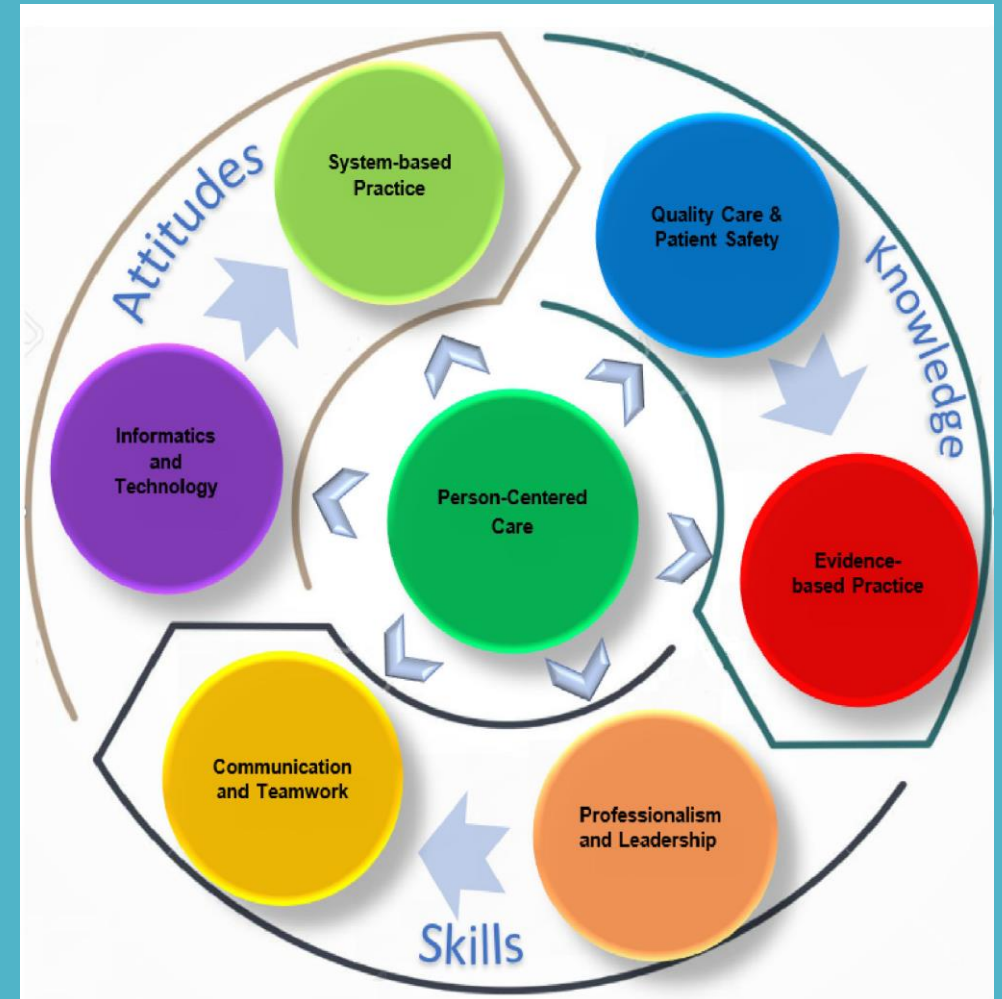 Attitudes
System-based
Practice
Quality Care &
Patient Safety
Knowledge
Informatics
and
Technology
Person-Centered
Care
Evidence-
based Practice
Communication
and Teamwork
Professionalism
and Leadership
Skills